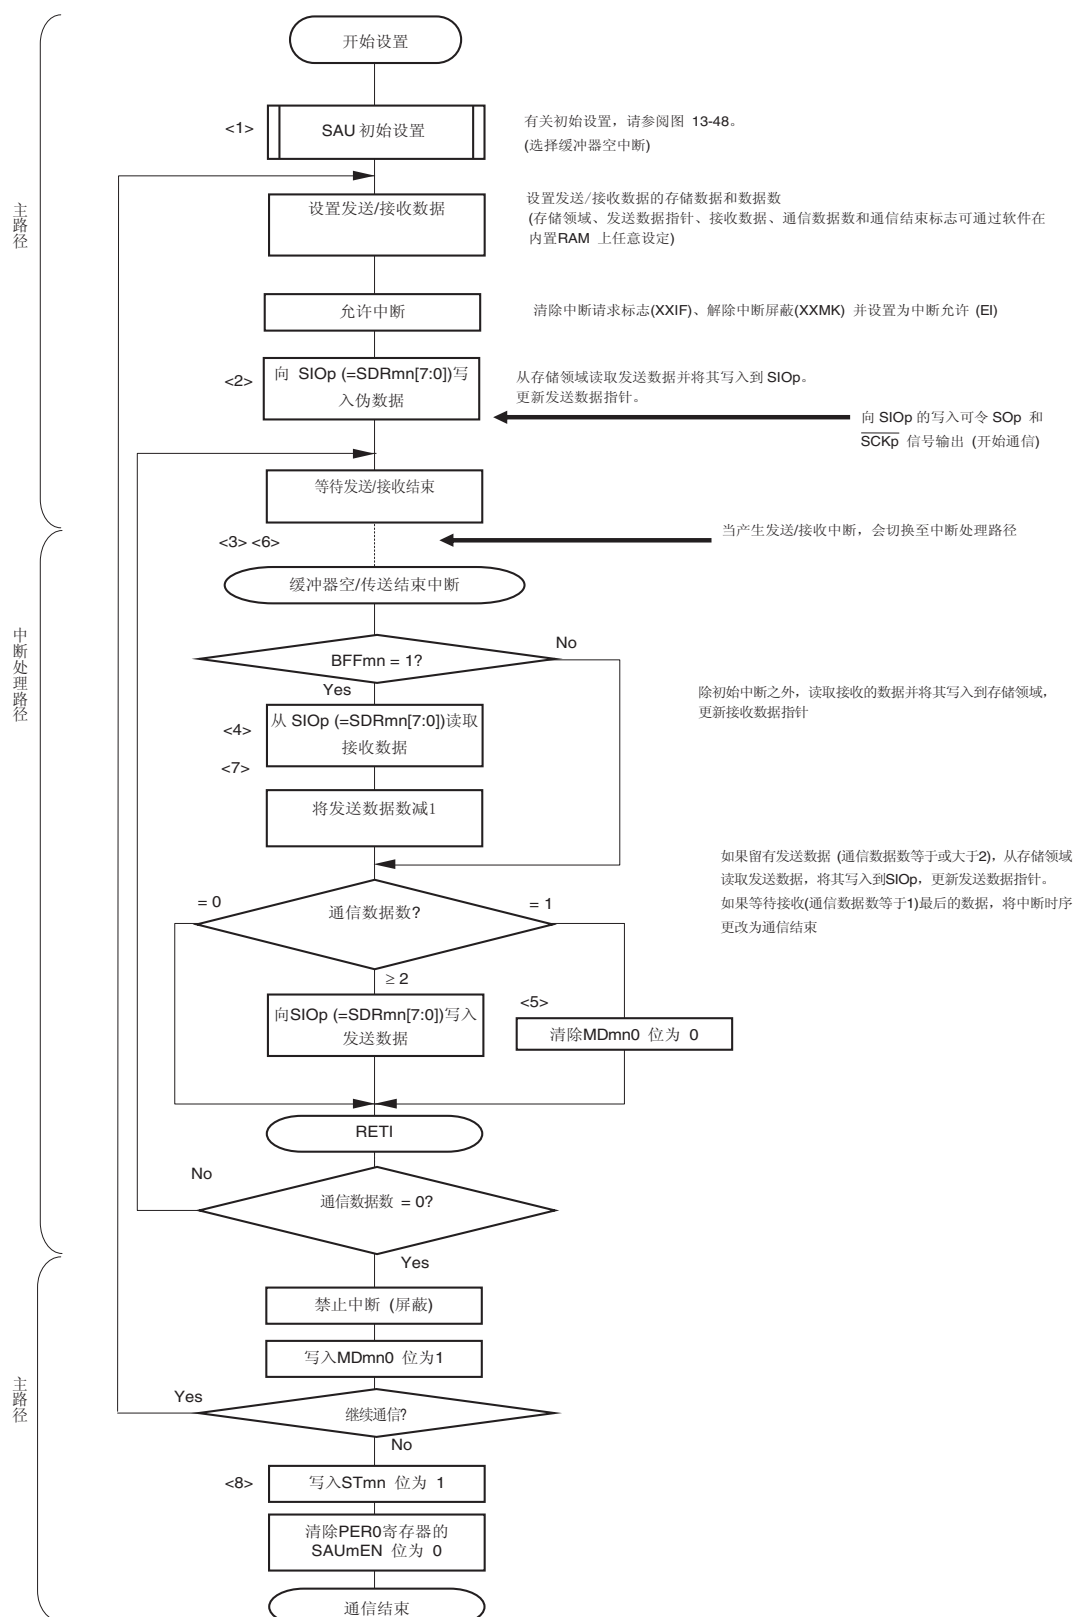 开始设置
<1>
SAU 初始设置
有关初始设置，请参阅图 13-48。
(选择缓冲器空中断)
主路径
设置发送/接收数据
设置发送/接收数据的存储数据和数据数
(存储领域、发送数据指针、接收数据、通信数据数和通信结束标志可通过软件在
内置RAM 上任意设定)
允许中断
清除中断请求标志(XXIF)、解除中断屏蔽(XXMK) 并设置为中断允许 (EI)
<2>
向 SIOp (=SDRmn[7:0])写
入伪数据
从存储领域读取发送数据并将其写入到 SIOp。
更新发送数据指针。
向 SIOp 的写入可令 SOp 和
SCKp 信号输出 (开始通信)
等待发送/接收结束
<3> <6>
当产生发送/接收中断，会切换至中断处理路径
缓冲器空/传送结束中断
中断处理路径
BFFmn = 1?
No
Yes
除初始中断之外，读取接收的数据并将其写入到存储领域，
更新接收数据指针
<4>
从 SIOp (=SDRmn[7:0])读取
接收数据
<7>
将发送数据数减1
如果留有发送数据 (通信数据数等于或大于2)，从存储领域
读取发送数据，将其写入到SIOp，更新发送数据指针。
如果等待接收(通信数据数等于1)最后的数据，将中断时序
更改为通信结束
= 0
通信数据数?
= 1
≥ 2
<5>
向SIOp (=SDRmn[7:0])写入
发送数据
清除MDmn0 位为 0
RETI
No
通信数据数 = 0?
Yes
禁止中断 (屏蔽)
写入MDmn0 位为1
主路径
Yes
继续通信?
No
<8>
写入STmn 位为 1
清除PER0寄存器的
SAUmEN 位为 0
通信结束